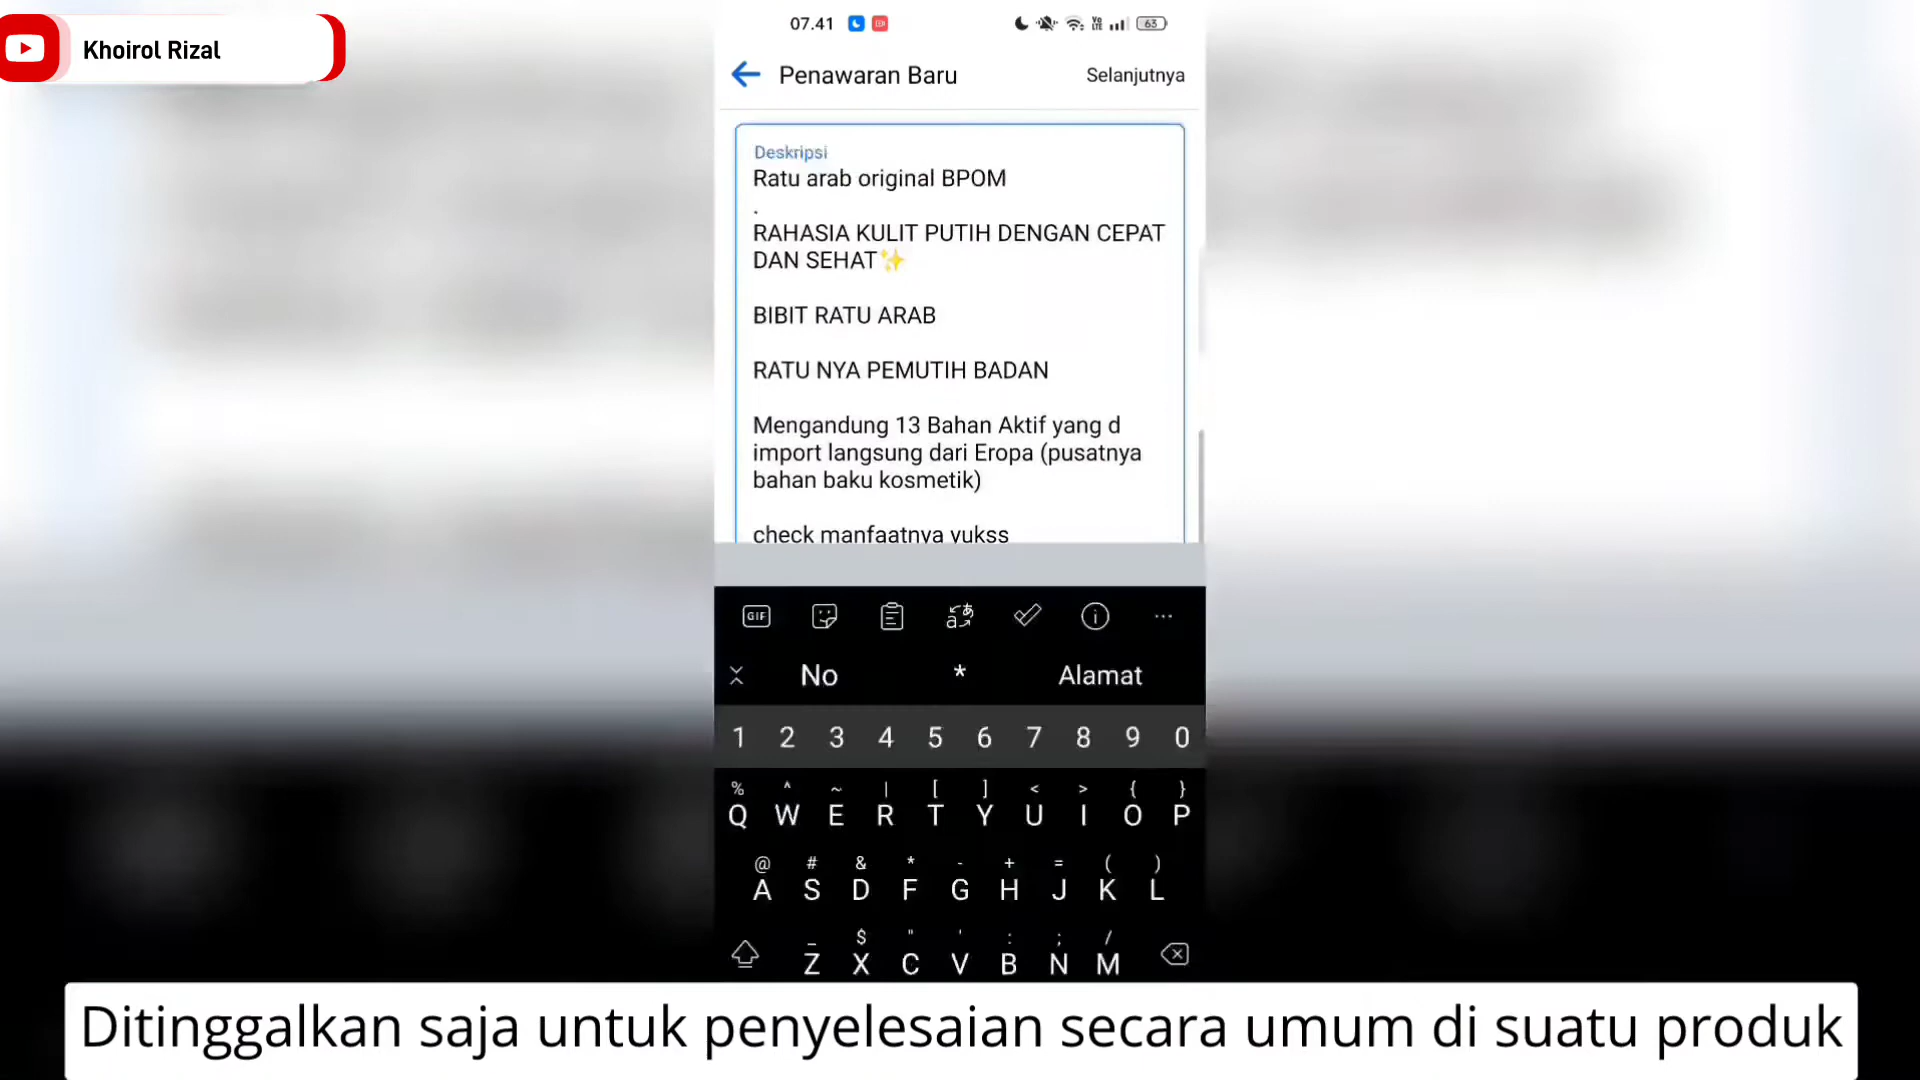 Khoirol Rizal
07.41
63
Penawaran Baru
Selanjutnya
Deskripsi
Ratu arab original BPOM
.
RAHASIA KULIT PUTIH DENGAN CEPAT
DAN SEHAT✨
BIBIT RATU ARAB
RATU NYA PEMUTIH BADAN
Mengandung 13 Bahan Aktif yang d
import langsung dari Eropa (pusatnya
bahan baku kosmetik)
check manfaatnya yukss
GIF
No * Alamat
1 2 3 4 5 6 7 8 9 0
% ^ ~ | [ ] < > { }
Q W E R T Y U I O P
@ # & * - + = ( )
A S D F G H J K L
_ $ " ' : ; /
Z X C V B N M
Ditinggalkan saja untuk penyelesaian secara umum di suatu produk